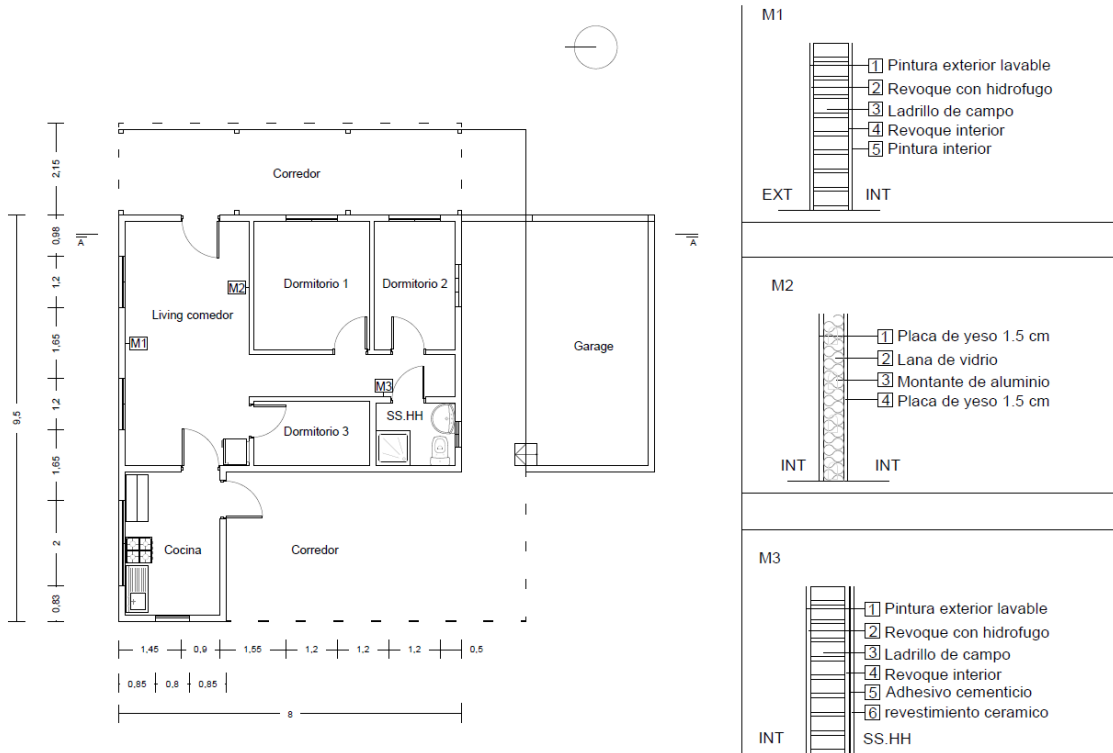 Corredor
2,15
0,98
1,2
1,65
1,2
1,65
2
0,83
9,5
A
A
Dormitorio 1
Dormitorio 2
M2
Living comedor
M1
Garage
M3
SS.HH
Dormitorio 3
Cocina
Corredor
1,45
0,9
1,55
1,2
1,2
1,2
0,5
0,85
0,8
0,85
8
M1
1 Pintura exterior lavable
2 Revoque con hidrofugo
3 Ladrillo de campo
4 Revoque interior
5 Pintura interior
EXT
INT
M2
1 Placa de yeso 1.5 cm
2 Lana de vidrio
3 Montante de aluminio
4 Placa de yeso 1.5 cm
INT
INT
M3
1 Pintura exterior lavable
2 Revoque con hidrofugo
3 Ladrillo de campo
4 Revoque interior
5 Adhesivo cementicio
6 revestimiento ceramico
INT
SS.HH